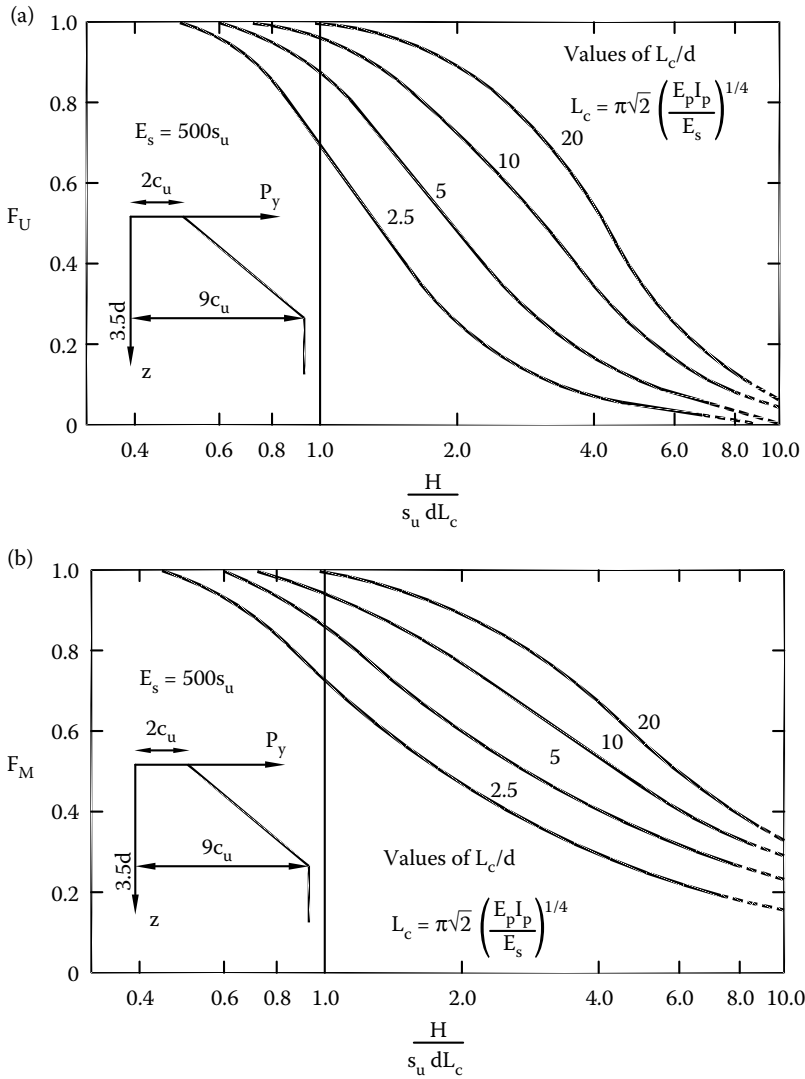 (a)
1.0
0.8
0.6
0.4
0.2
0
F_U
E_s = 500s_u
2c_u
P_y
9c_u
3.5d
z
Values of L_c/d
L_c = π√2 (E_pI_p/E_s)^1/4
20
10
5
2.5
0.4 0.6 0.8 1.0 2.0 4.0 6.0 8.0 10.0
H
s_u dL_c
(b)
1.0
0.8
0.6
0.4
0.2
0
F_M
E_s = 500s_u
2c_u
P_y
9c_u
3.5d
z
20
10
5
2.5
Values of L_c/d
L_c = π√2 (E_pI_p/E_s)^1/4
0.4 0.6 0.8 1.0 2.0 4.0 6.0 8.0 10.0
H
s_u dL_c